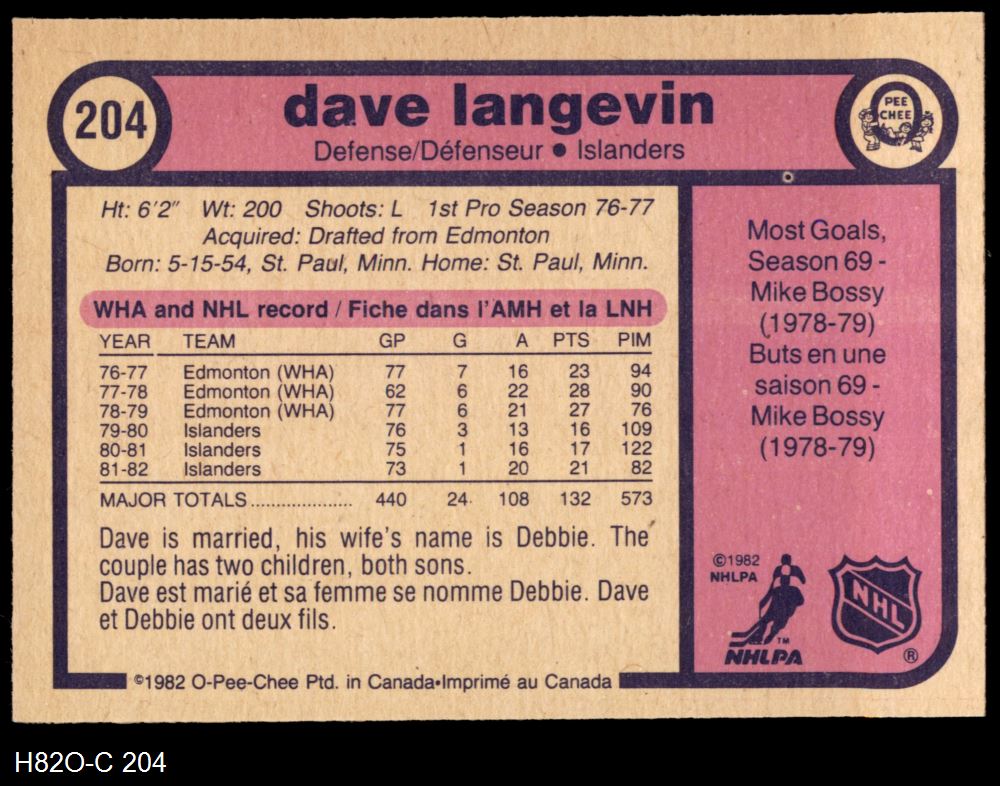 204
dave langevin
PEE
CHEE
Defense/Défenseur ● Islanders
Ht: 6'2" Wt: 200 Shoots: L 1st Pro Season 76-77
Acquired: Drafted from Edmonton
Born: 5-15-54, St. Paul, Minn. Home: St. Paul, Minn.
WHA and NHL record / Fiche dans l'AMH et la LNH
YEAR TEAM GP G A PTS PIM
76-77 Edmonton (WHA) 77 7 16 23 94
77-78 Edmonton (WHA) 62 6 22 28 90
78-79 Edmonton (WHA) 77 6 21 27 76
79-80 Islanders 76 3 13 16 109
80-81 Islanders 75 1 16 17 122
81-82 Islanders 73 1 20 21 82
MAJOR TOTALS.................... 440 24 108 132 573
Dave is married, his wife's name is Debbie. The
couple has two children, both sons.
Dave est marié et sa femme se nomme Debbie. Dave
et Debbie ont deux fils.
©1982 O-Pee-Chee Ptd. in Canada•Imprimé au Canada
Most Goals,
Season 69 -
Mike Bossy
(1978-79)
Buts en une
saison 69 -
Mike Bossy
(1978-79)
©1982
NHLPA
TM
NHLPA
NHL
®
H82O-C 204